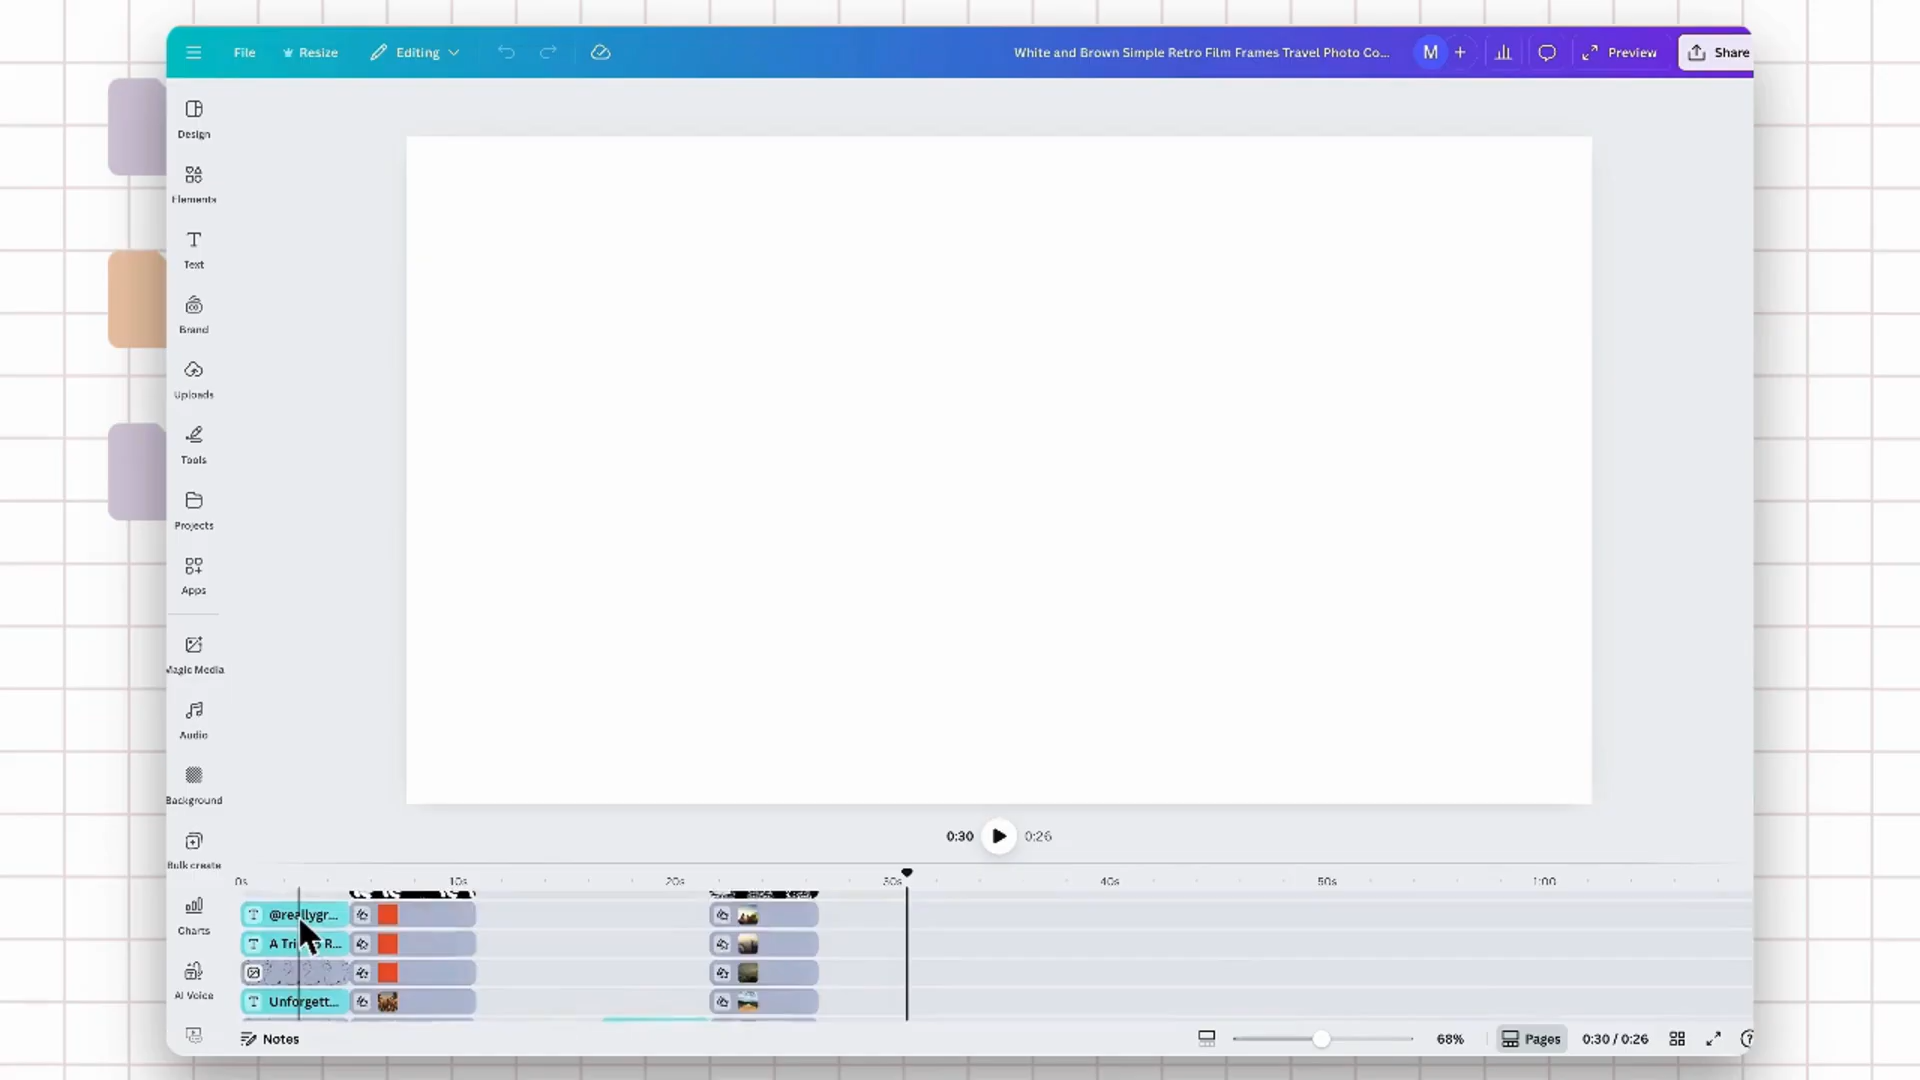 File Resize Editing White and Brown Simple Retro Film Frames Travel Photo Co... M + Preview Share
Design
Elements
Text
Brand
Uploads
Tools
Projects
Apps
Magic Media
Audio
Background
Bulk create
Charts
AI Voice
0:30 0:26
0s 10s 20s 30s 40s 50s 1:00
@reallygr...
A Tri R...
Unforgett...
Notes 68% Pages 0:30 / 0:26